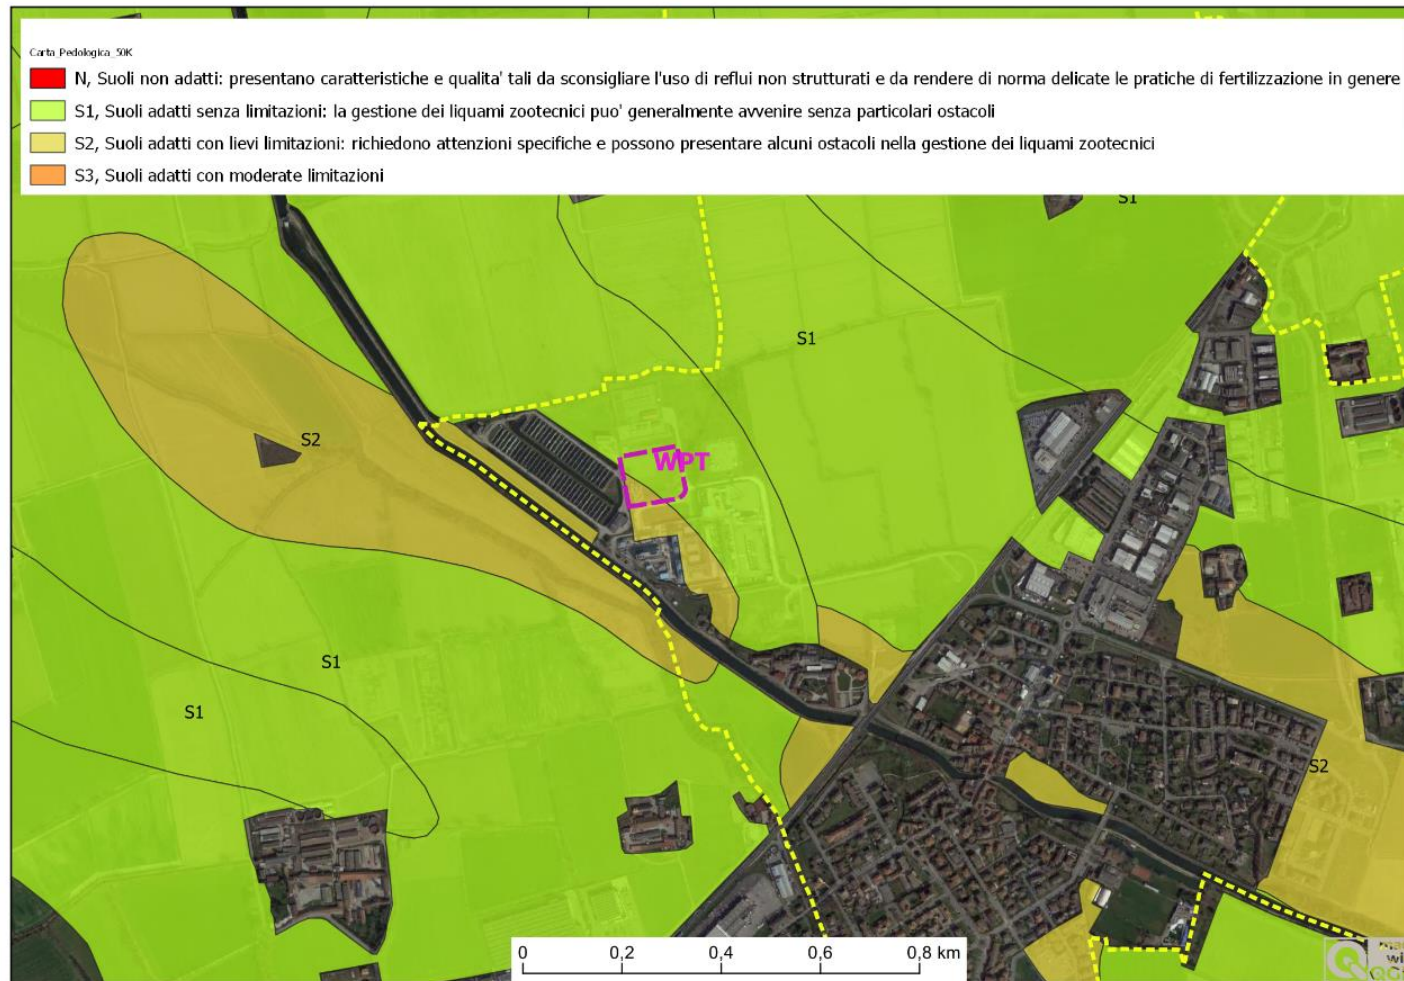 Carta_Pedologica_50K
N, Suoli non adatti: presentano caratteristiche e qualita' tali da sconsigliare l'uso di reflui non strutturati e da rendere di norma delicate le pratiche di fertilizzazione in genere
S1, Suoli adatti senza limitazioni: la gestione dei liquami zootecnici puo' generalmente avvenire senza particolari ostacoli
S2, Suoli adatti con lievi limitazioni: richiedono attenzioni specifiche e possono presentare alcuni ostacoli nella gestione dei liquami zootecnici
S3, Suoli adatti con moderate limitazioni
S1
S1
S2
WPT
S1
S1
S2
0 0,2 0,4 0,6 0,8 km